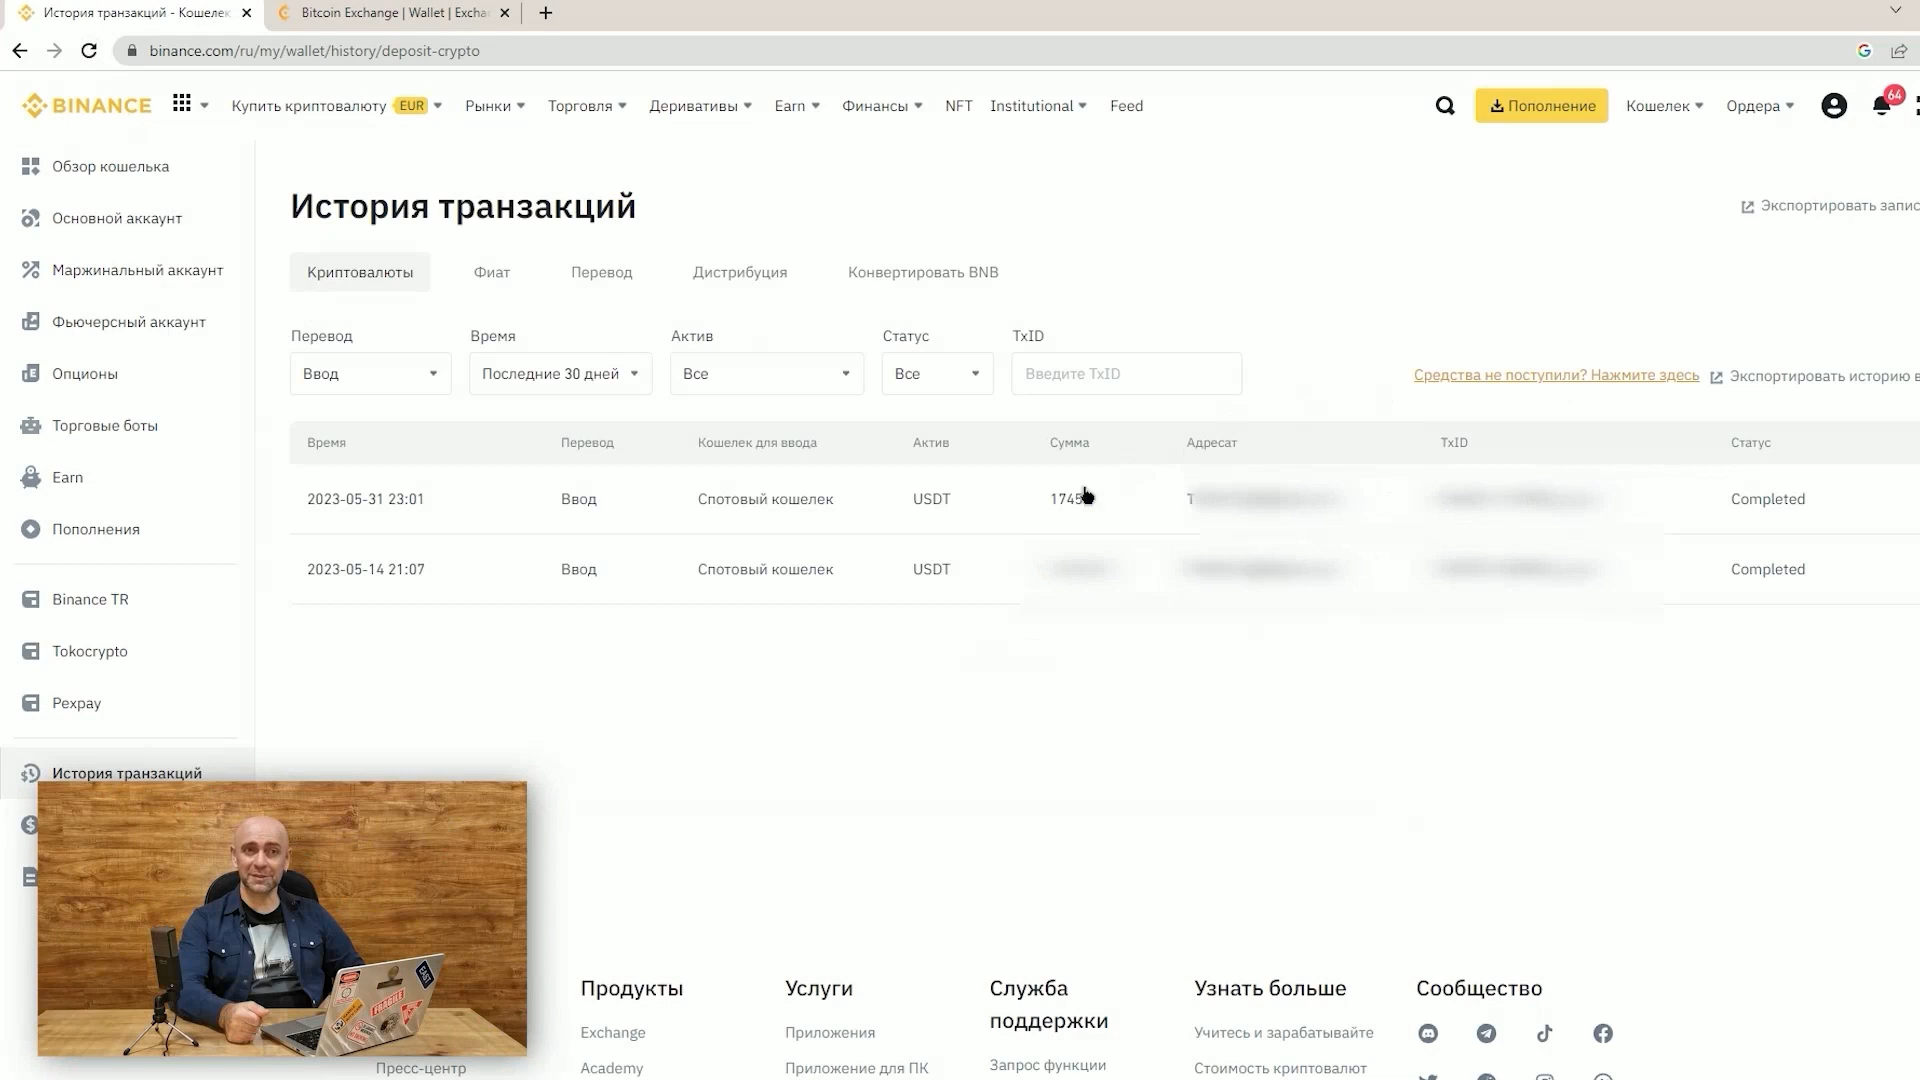 История транзакций - Кошелек
Bitcoin Exchange | Wallet | Excha
binance.com/ru/my/wallet/history/deposit-crypto
BINANCE
Купить криптовалюту EUR
Рынки
Торговля
Деривативы
Earn
Финансы
NFT
Institutional
Feed
Пополнение
Кошелек
Ордера
64
Обзор кошелька
Основной аккаунт
Маржинальный аккаунт
Фьючерсный аккаунт
Опционы
Торговые боты
Earn
Пополнения
Binance TR
Tokocrypto
Pexpay
История транзакций
История транзакций
Экспортировать запис
Криптовалюты
Фиат
Перевод
Дистрибуция
Конвертировать BNB
Перевод
Время
Актив
Статус
TxID
Ввод
Последние 30 дней
Все
Все
Введите TxID
Средства не поступили? Нажмите здесь
Экспортировать историю в
Время
Перевод
Кошелек для ввода
Актив
Сумма
Адресат
TxID
Статус
2023-05-31 23:01
Ввод
Спотовый кошелек
USDT
1745
T
Completed
2023-05-14 21:07
Ввод
Спотовый кошелек
USDT
Completed
FRAGILE
EAST
Пресс-центр
Продукты
Exchange
Academy
Услуги
Приложения
Приложение для ПК
Служба
поддержки
Запрос функции
Узнать больше
Учитесь и зарабатывайте
Стоимость криптовалют
Сообщество